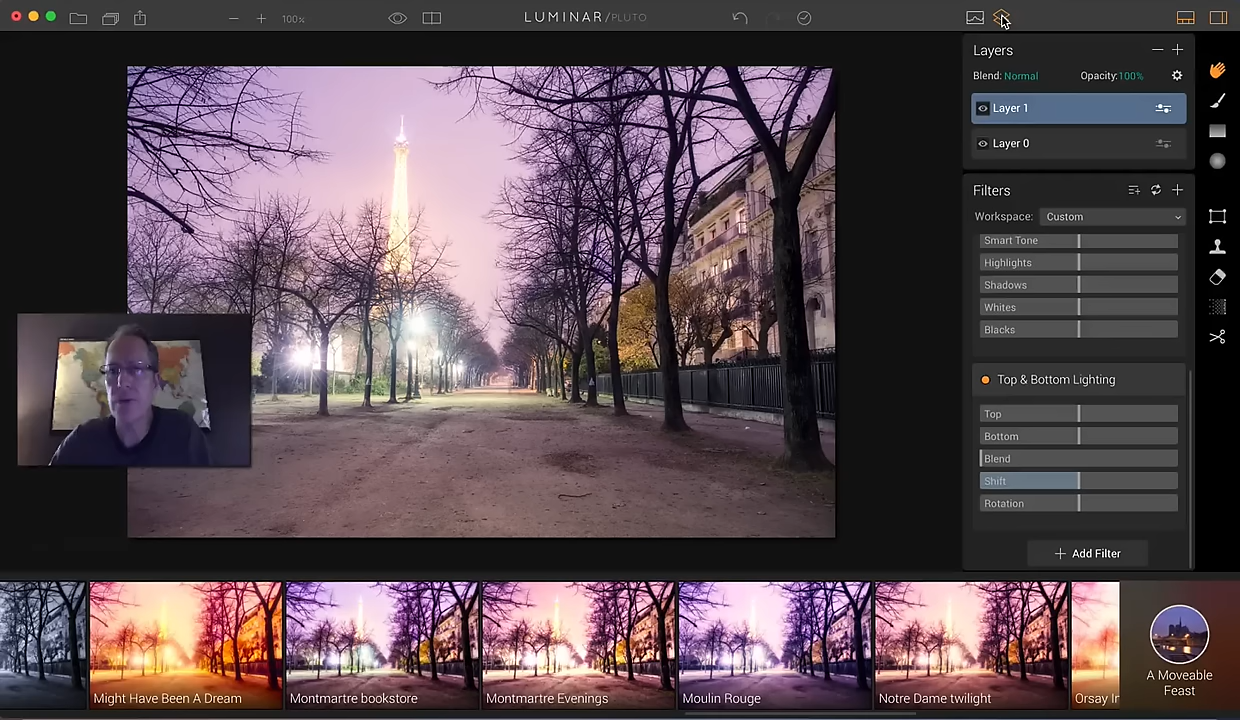 100%
LUMINAR/PLUTO
Layers
Blend: Normal
Opacity:100%
Layer 1
Layer 0
Filters
Workspace: Custom
Smart Tone
Highlights
Shadows
Whites
Blacks
Top & Bottom Lighting
Top
Bottom
Blend
Shift
Rotation
Add Filter
Might Have Been A Dream
Montmartre bookstore
Montmartre Evenings
Moulin Rouge
Notre Dame twilight
Orsay
A Moveable
Feast